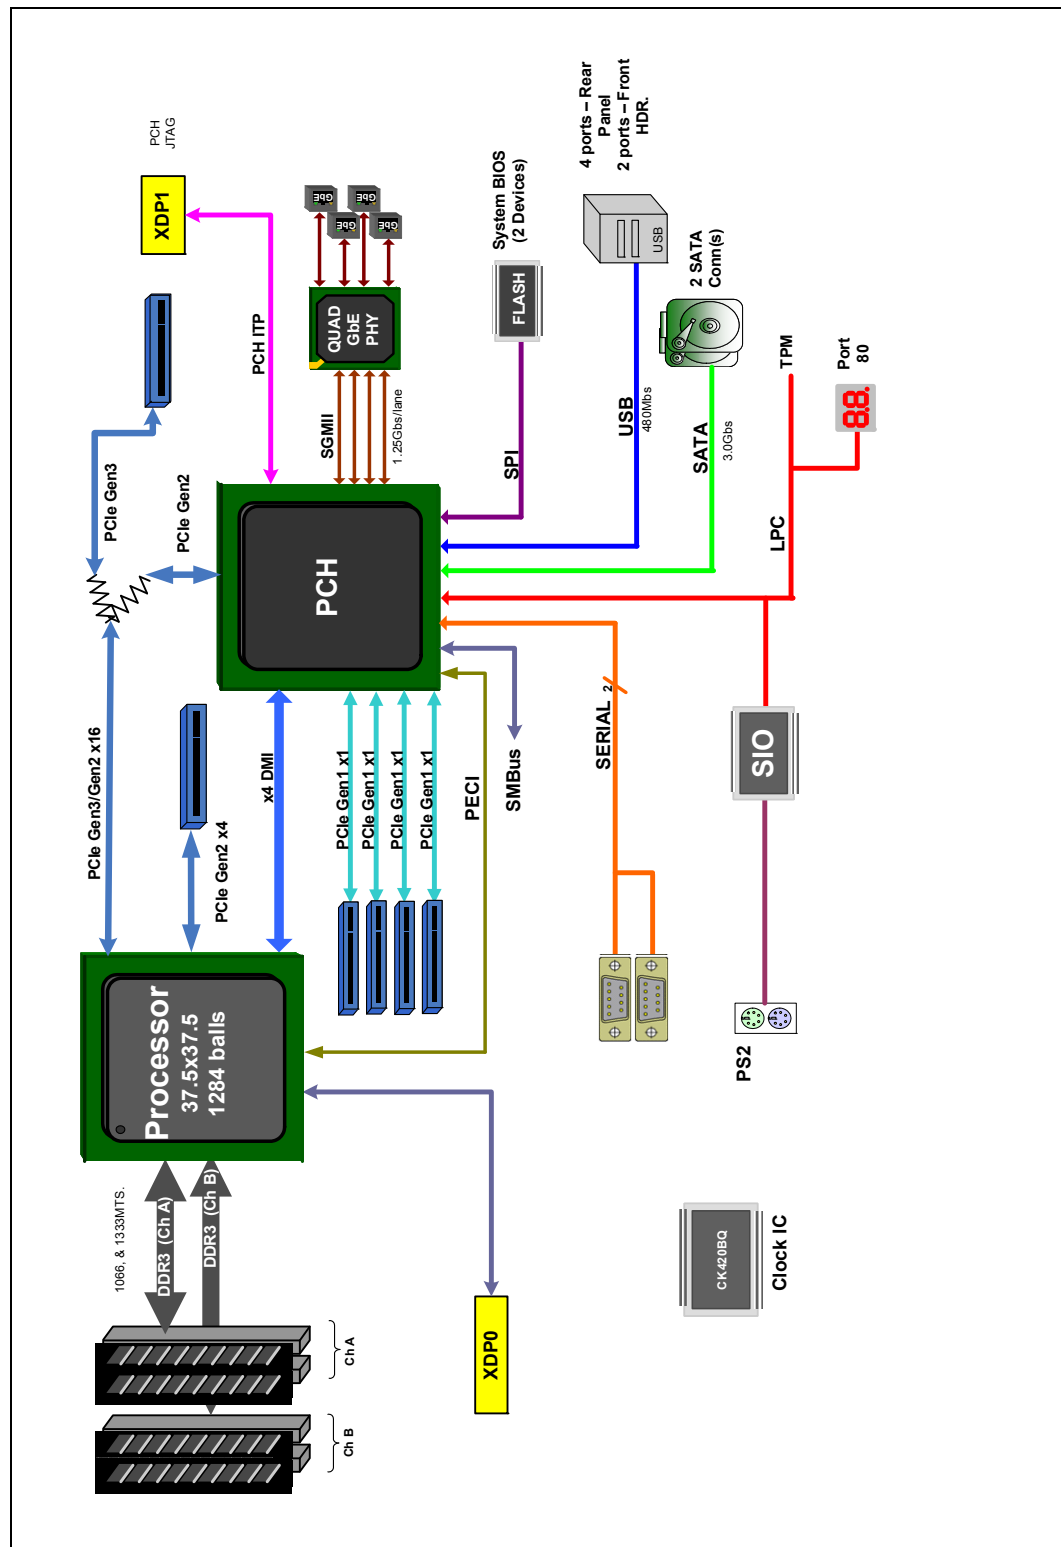 PCH
JTAG
XDP1
PCH ITP
GbE
GbE
GbE
GbE
QUAD
GbE
PHY
SGMII
1.25Gbs/lane
System BIOS
(2 Devices)
FLASH
SPI
4 ports – Rear
Panel
2 ports – Front
HDR.
USB
USB
480Mbs
2 SATA
Conn(s)
SATA
3.0Gbs
TPM
Port
80
8.8.
LPC
PCIe Gen3
PCIe Gen2
PCH
PCIe Gen3/Gen2 x16
PCIe Gen2 x4
x4 DMI
PCIe Gen1 x1
PCIe Gen1 x1
PCIe Gen1 x1
PCIe Gen1 x1
PECI
SMBus
SERIAL
2
SIO
PS2
Processor
37.5x37.5
1284 balls
1066, & 1333MTS.
DDR3 (Ch A)
DDR3 (Ch B)
Ch A
Ch B
XDP0
CK420BQ
Clock IC